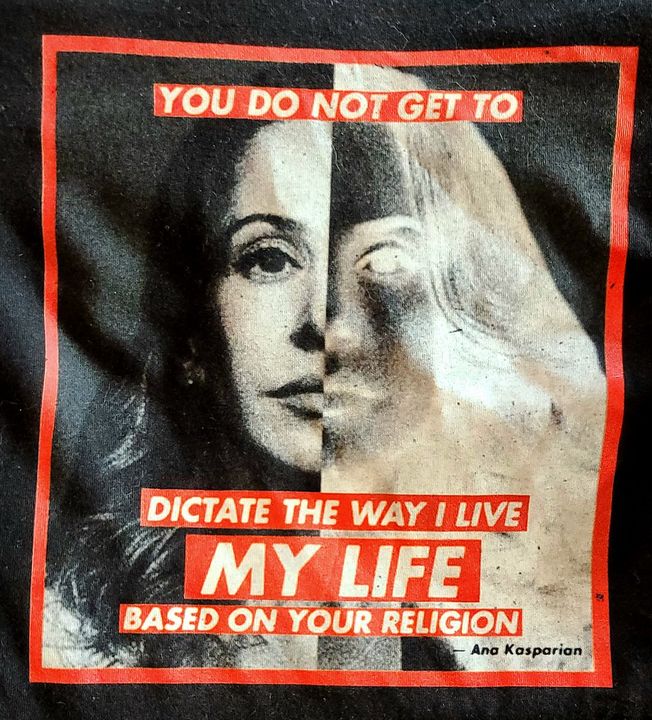 YOU DO NOT GET TO
DICTATE THE WAY I LIVE
MY LIFE
BASED ON YOUR RELIGION
— Ana Kasparian